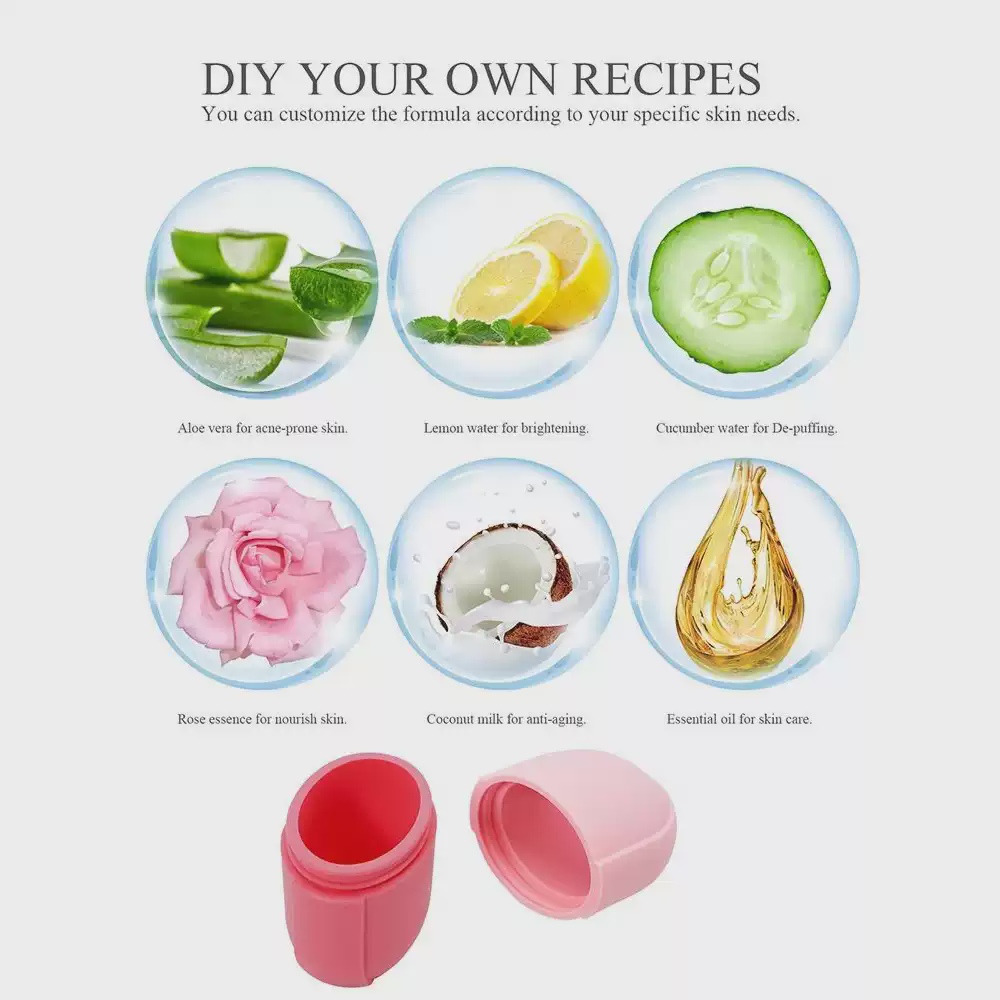 DIY YOUR OWN RECIPES
You can customize the formula according to your specific skin needs.
Aloe vera for acne-prone skin.
Lemon water for brightening.
Cucumber water for De-puffing.
Rose essence for nourish skin.
Coconut milk for anti-aging.
Essential oil for skin care.